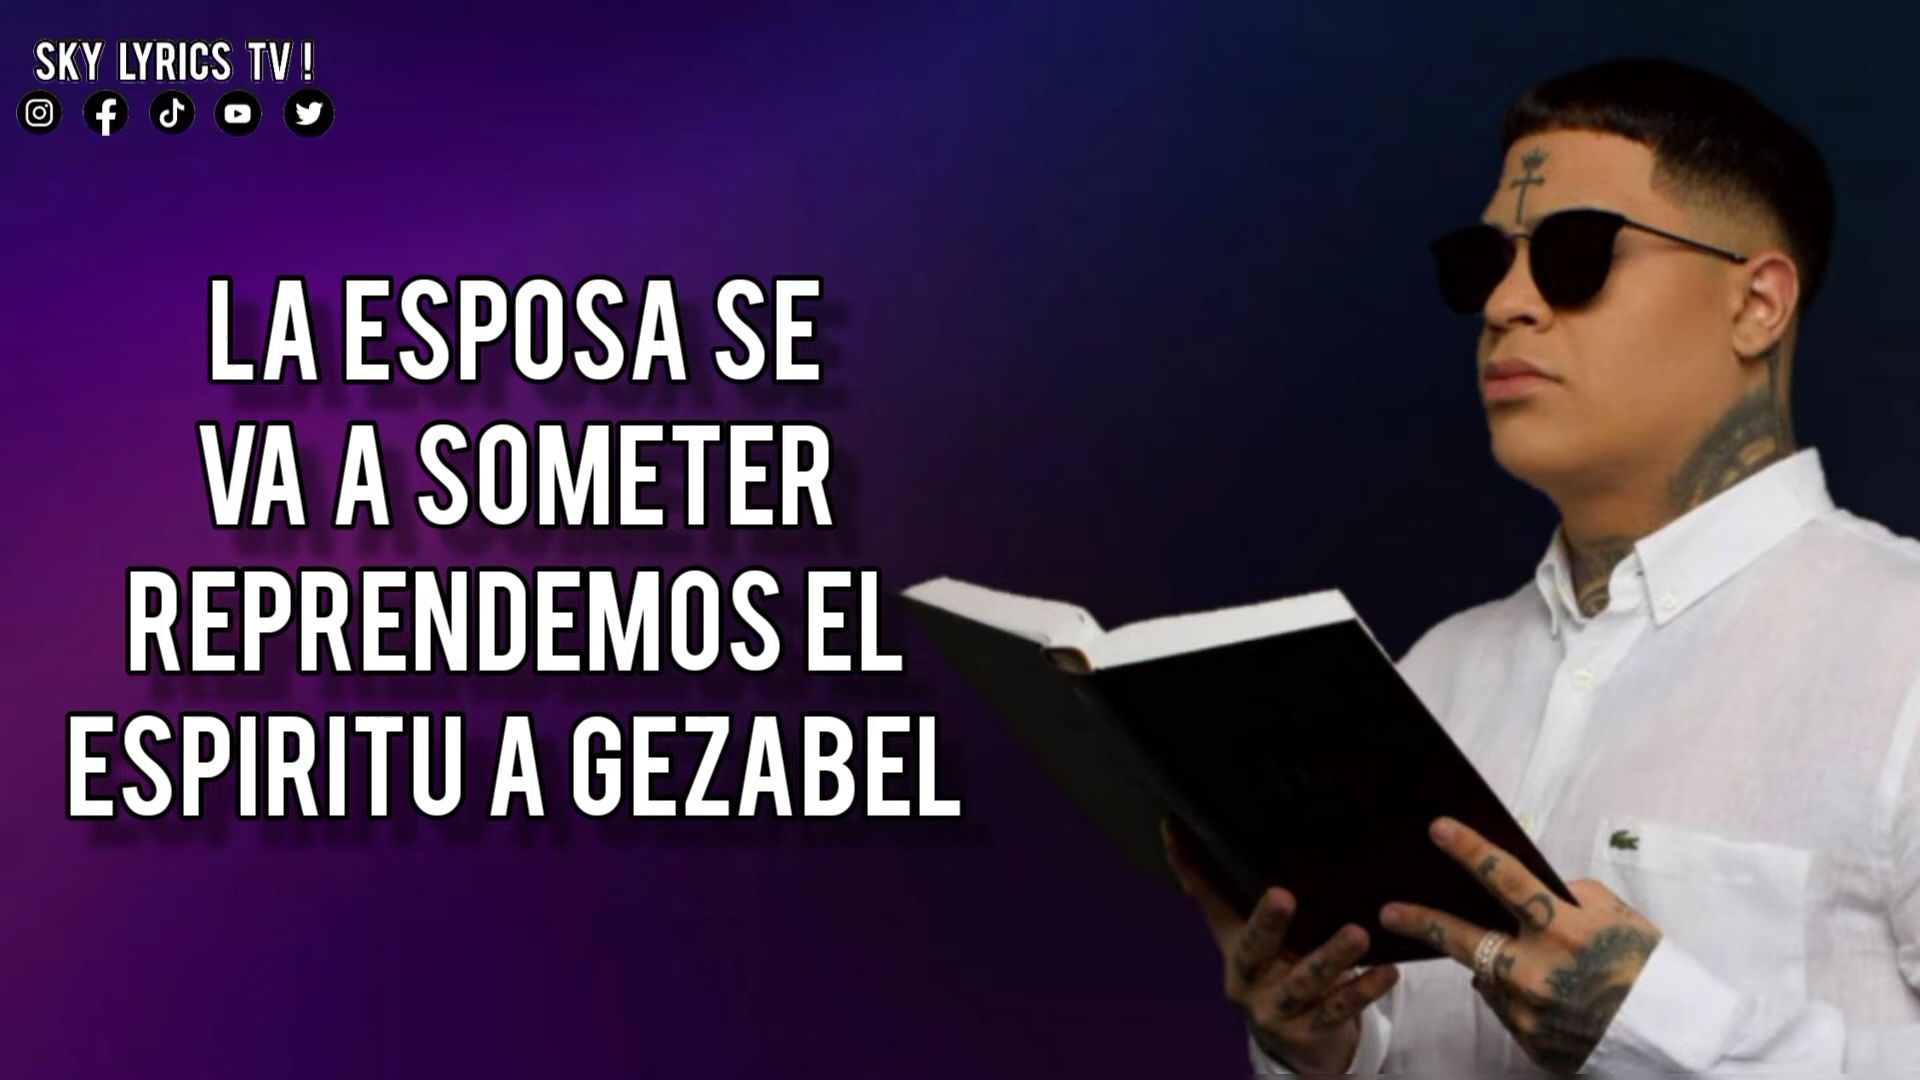 SKY LYRICS TV!
LA ESPOSA SE
VA A SOMETER
REPRENDEMOS EL
ESPIRITU A GEZABEL